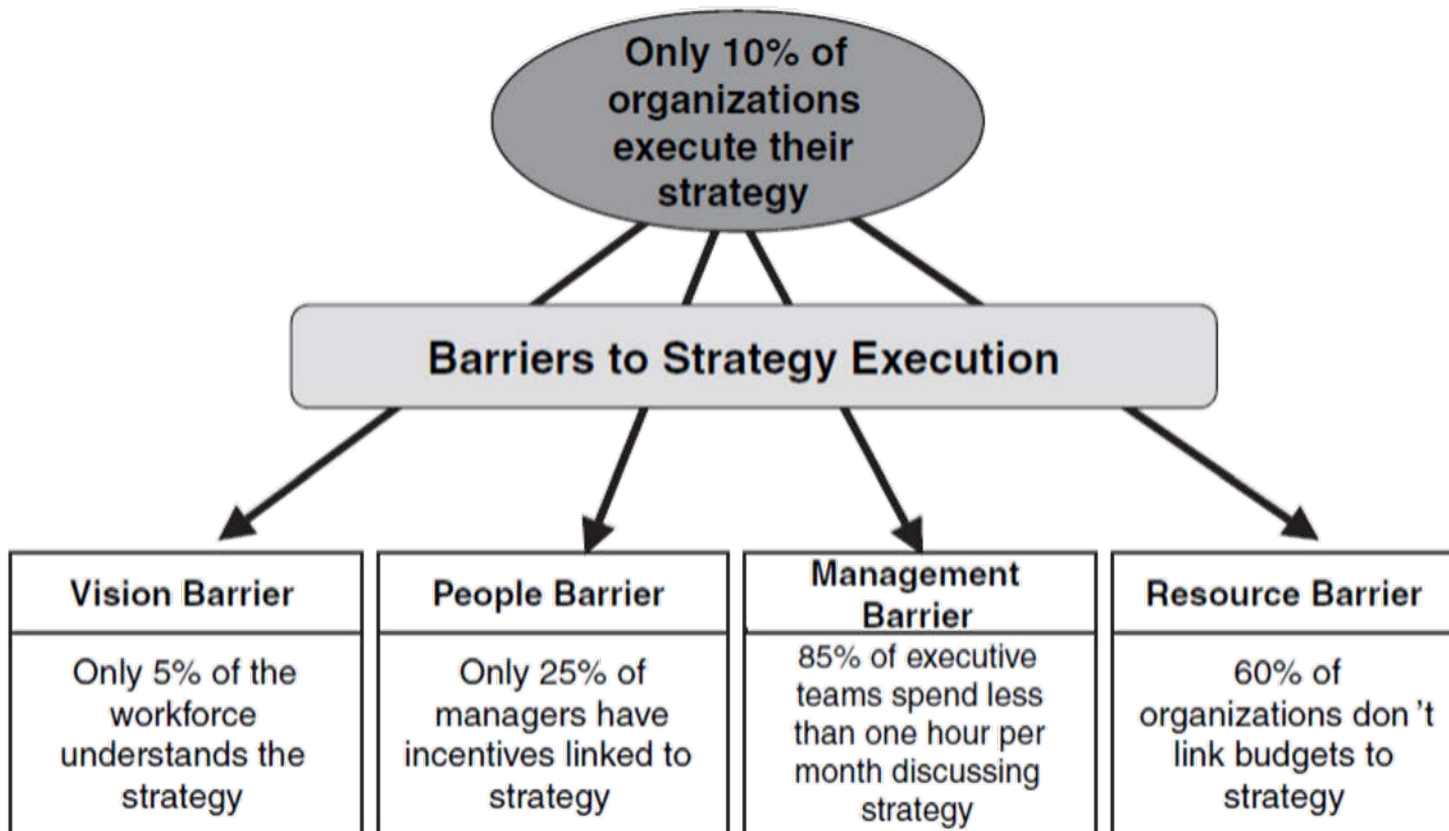 Only 10% of
organizations
execute their
strategy
Barriers to Strategy Execution
Vision Barrier
Only 5% of the
workforce
understands the
strategy
People Barrier
Only 25% of
managers have
incentives linked to
strategy
Management
Barrier
85% of executive
teams spend less
than one hour per
month discussing
strategy
Resource Barrier
60% of
organizations don't
link budgets to
strategy